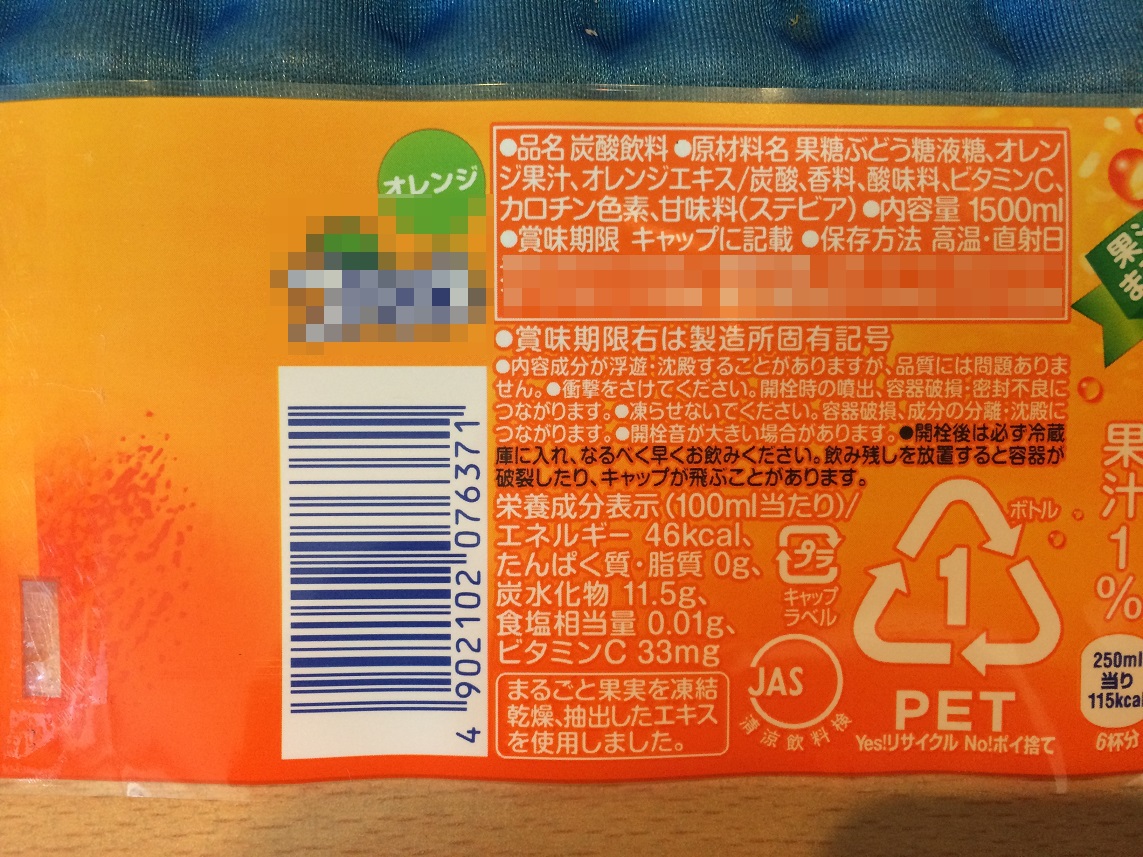 オレンジ
●品名 炭酸飲料 ●原材料名 果糖ぶどう糖液糖、オレン
ジ果汁、オレンジエキス/炭酸、香料、酸味料、ビタミンC、
カロチン色素、甘味料(ステビア) ●内容量 1500ml
●賞味期限 キャップに記載 ●保存方法 高温・直射日
●賞味期限右は製造所固有記号
●内容成分が浮遊・沈殿することがありますが、品質には問題ありま
せん。●衝撃をさけてください。開栓時の噴出、容器破損・密封不良に
つながります。●凍らせないでください。容器破損、成分の分離・沈殿に
つながります。●開栓音が大きい場合があります。●開栓後は必ず冷蔵
庫に入れ、なるべく早くお飲みください。飲み残しを放置すると容器が
破裂したり、キャップが飛ぶことがあります。
栄養成分表示(100ml当たり)/
エネルギー 46kcal、
たんぱく質・脂質 0g、
炭水化物 11.5g、
食塩相当量 0.01g、
ビタミンC 33mg
まるごと果実を凍結
乾燥、抽出したエキス
を使用しました。
4 902102 076371
プラ
キャップ
ラベル
JAS
清涼飲料検
ボトル
1
PET
Yes!リサイクル No!ポイ捨て
果汁1%
250ml
当り
115kcal
6杯分